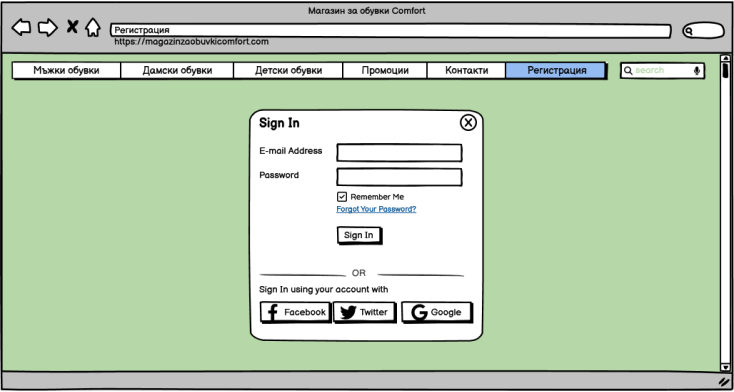 Магазин за обувки Comfort
Регистрация
https://magazinzaobuvkicomfort.com
Мъжки обувки Дамски обувки Детски обувки Промоции Контакти Регистрация search
Sign In
E-mail Address
Password
Remember Me
Forgot Your Password?
Sign In
OR
Sign In using your account with
Facebook Twitter Google